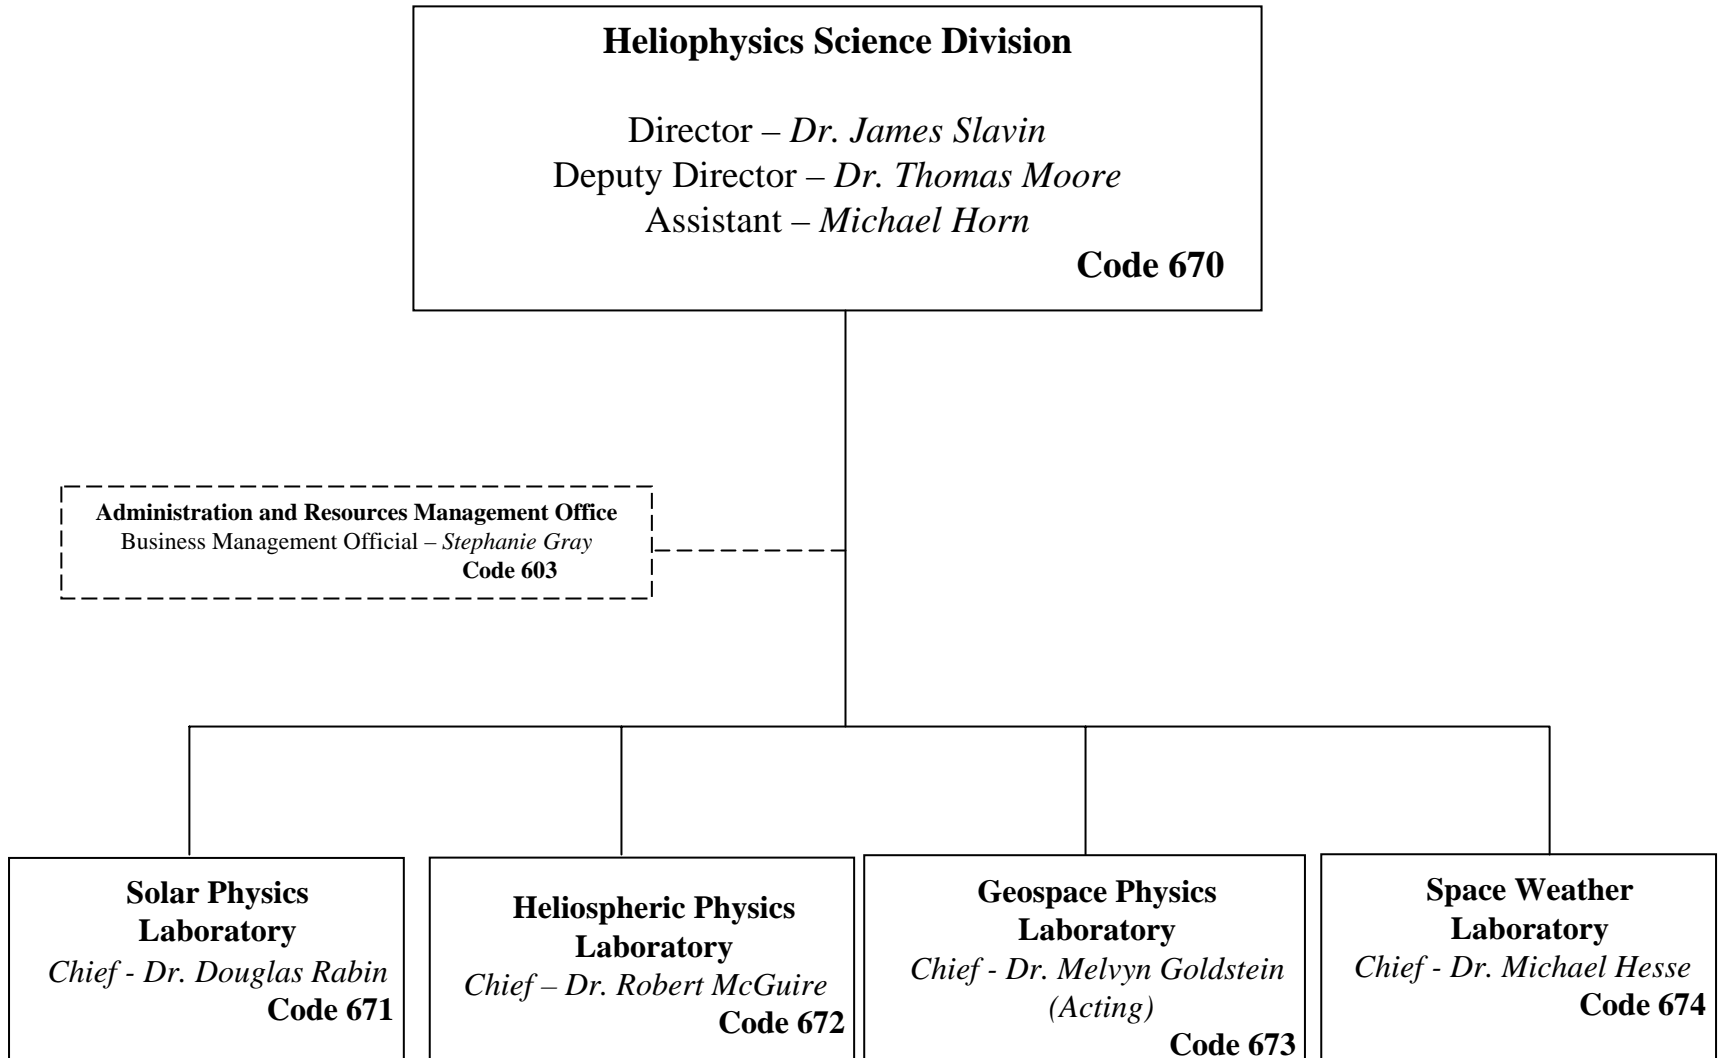 Heliophysics Science Division
Director – Dr. James Slavin
Deputy Director – Dr. Thomas Moore
Assistant – Michael Horn
Code 670
Administration and Resources Management Office
Business Management Official – Stephanie Gray
Code 603
Solar Physics
Laboratory
Chief - Dr. Douglas Rabin
Code 671
Heliospheric Physics
Laboratory
Chief – Dr. Robert McGuire
Code 672
Geospace Physics
Laboratory
Chief - Dr. Melvyn Goldstein
(Acting)
Code 673
Space Weather
Laboratory
Chief - Dr. Michael Hesse
Code 674